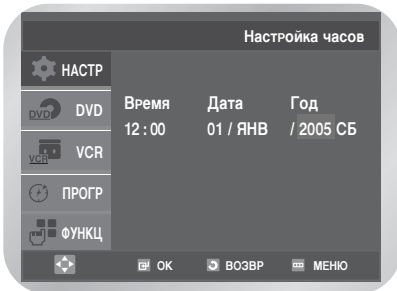 Настройка часов
НАСТР
DVD DVD
VCR VCR
ПРОГР
ФУНКЦ
Время Дата Год
12 : 00 01 / ЯНВ / 2005 СБ
ОК ВОЗВР МЕНЮ